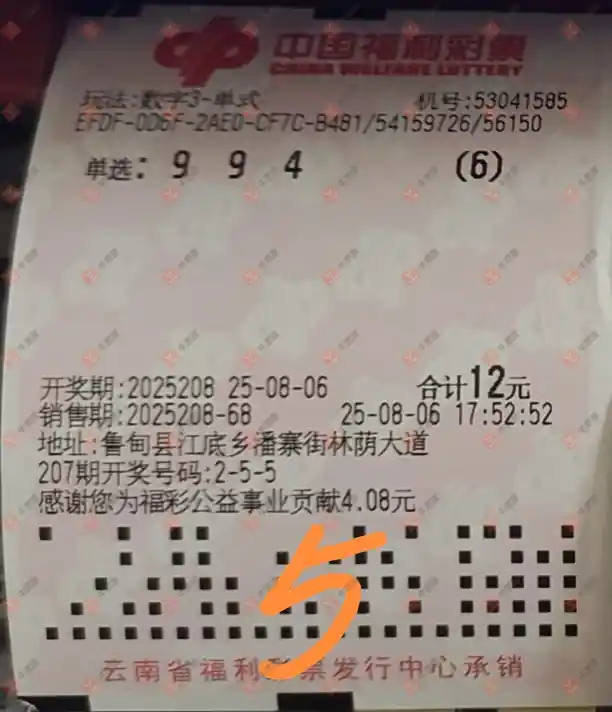 中国福利彩票
CHINA WELFARE LOTTERY
玩法:数字3-单式 机号:53041585
EFDF-0D6F-2AE0-CF7C-B481/54159726/56150
单选: 9 9 4 (6)
开奖期:2025208 25-08-06 合计12元
销售期:2025208-68 25-08-06 17:52:52
地址:鲁甸县江底乡潘寨街林荫大道
207期开奖号码:2-5-5
感谢您为福彩公益事业贡献4.08元
5
云南省福利彩票发行中心承销